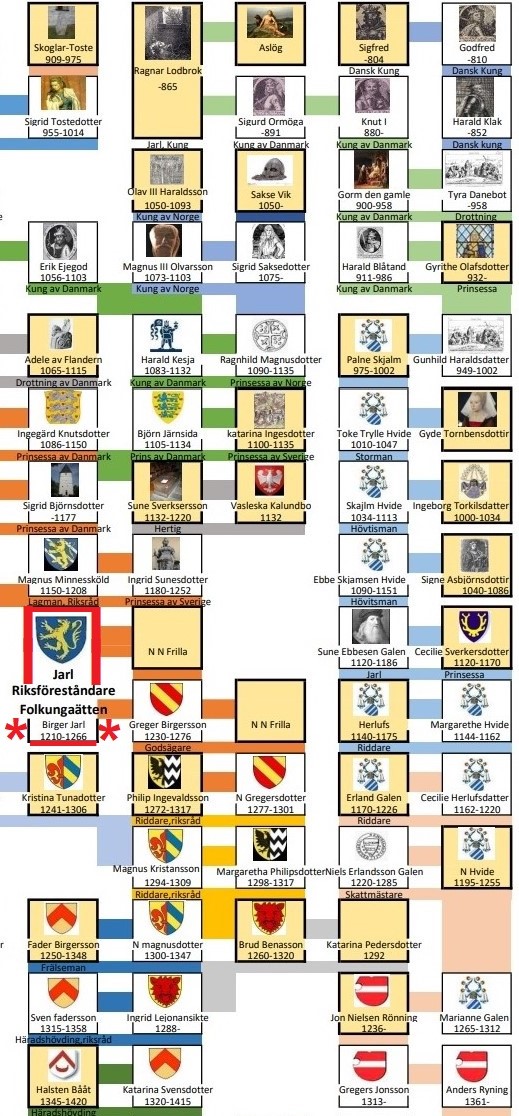 Skoglar-Toste
909-975
Ragnar Lodbrok
-865
Aslög
Sigfred
-804
Dansk Kung
Godfred
-810
Dansk Kung
Sigrid Tostedotter
955-1014
Jarl, Kung
Sigurd Ormöga
-891
Kung av Danmark
Knut I
880-
Kung av Danmark
Harald Klak
-852
Dansk kung
Olav III Haraldsson
1050-1093
Kung av Norge
Sakse Vik
1050-
Gorm den gamle
900-958
Kung av Danmark
Tyra Danebot
-958
Drottning
Erik Ejegod
1056-1103
Kung av Danmark
Magnus III Olvarsson
1073-1103
Kung av Norge
Sigrid Saksedotter
1075-
Harald Blåtand
911-986
Kung av Danmark
Gyrithe Olafsdotter
932-
Prinsessa
Adele av Flandern
1065-1115
Drottning av Danmark
Harald Kesja
1083-1132
Kung av Danmark
Ragnhild Magnusdotter
1090-1135
Prinsessa av Norge
Palne Skjalm
975-1002
Gunhild Haraldsdatter
949-1002
Ingegärd Knutsdotter
1086-1150
Prinsessa av Danmark
Björn Järnsida
1105-1134
Prins av Danmark
katarina Ingesdotter
1100-1135
Prinsessa av Sverige
Toke Trylle Hvide
1010-1047
Storman
Gyde Tornbensdottir
Sigrid Björnsdotter
-1177
Prinsessa av Danmark
Sune Sverksersson
1132-1220
Hertig
Vasleska Kalundbo
1132
Skajlm Hvide
1034-1113
Hövtisman
Ingeborg Torkilsdatter
1000-1034
Magnus Minnessköld
1150-1208
Lagman, Riksråd
Ingrid Sunesdotter
1180-1252
Prinsessa av Sverige
Ebbe Skjamsen Hvide
1090-1151
Hövitsman
Signe Asbjörnsdottir
1040-1086
Jarl
Riksföreståndare
Folkungaätten
* Birger Jarl *
1210-1266
N N Frilla
Sune Ebbesen Galen
1120-1186
Jarl
Cecilie Sverkersdotter
1120-1170
Prinsessa
Greger Birgersson
1230-1276
Godsägare
N N Frilla
Herlufs
1140-1175
Riddare
Margarethe Hvide
1144-1162
Kristina Tunadotter
1241-1306
Philip Ingevaldsson
1272-1317
Riddare,riksråd
N Gregersdotter
1277-1301
Erland Galen
1170-1226
Riddare
Cecilie Herlufsdatter
1162-1220
Magnus Kristansson
1294-1309
Riddare,riksråd
Margaretha Philipsdotter
1298-1317
Niels Erlandsson Galen
1220-1285
Skattmästare
N Hvide
1195-1255
Fader Birgersson
1250-1348
Frälseman
N magnusdotter
1300-1347
Brud Benasson
1260-1320
Katarina Pedersdotter
1292
Sven fadersson
1315-1358
Häradshövding,riksråd
Ingrid Lejonansikte
1288-
Jon Nielsen Rönning
1236-
Marianne Galen
1265-1312
Halsten Bååt
1345-1420
Häradshövding
Katarina Svensdotter
1320-1415
Gregers Jonsson
1313-
Anders Ryning
1361-